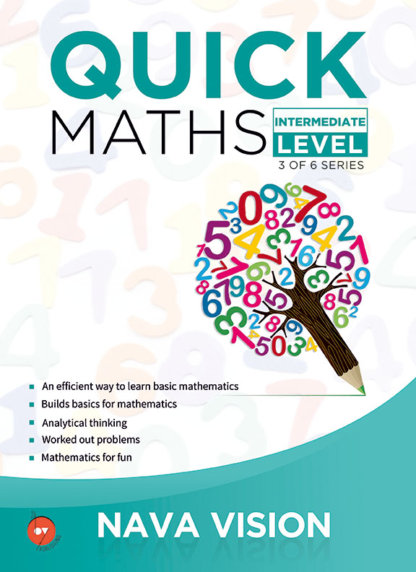 QUICK
MATHS
INTERMEDIATE
LEVEL
3 OF 6 SERIES
An efficient way to learn basic mathematics
Builds basics for mathematics
Analytical thinking
Worked out problems
Mathematics for fun
NAVA VISION